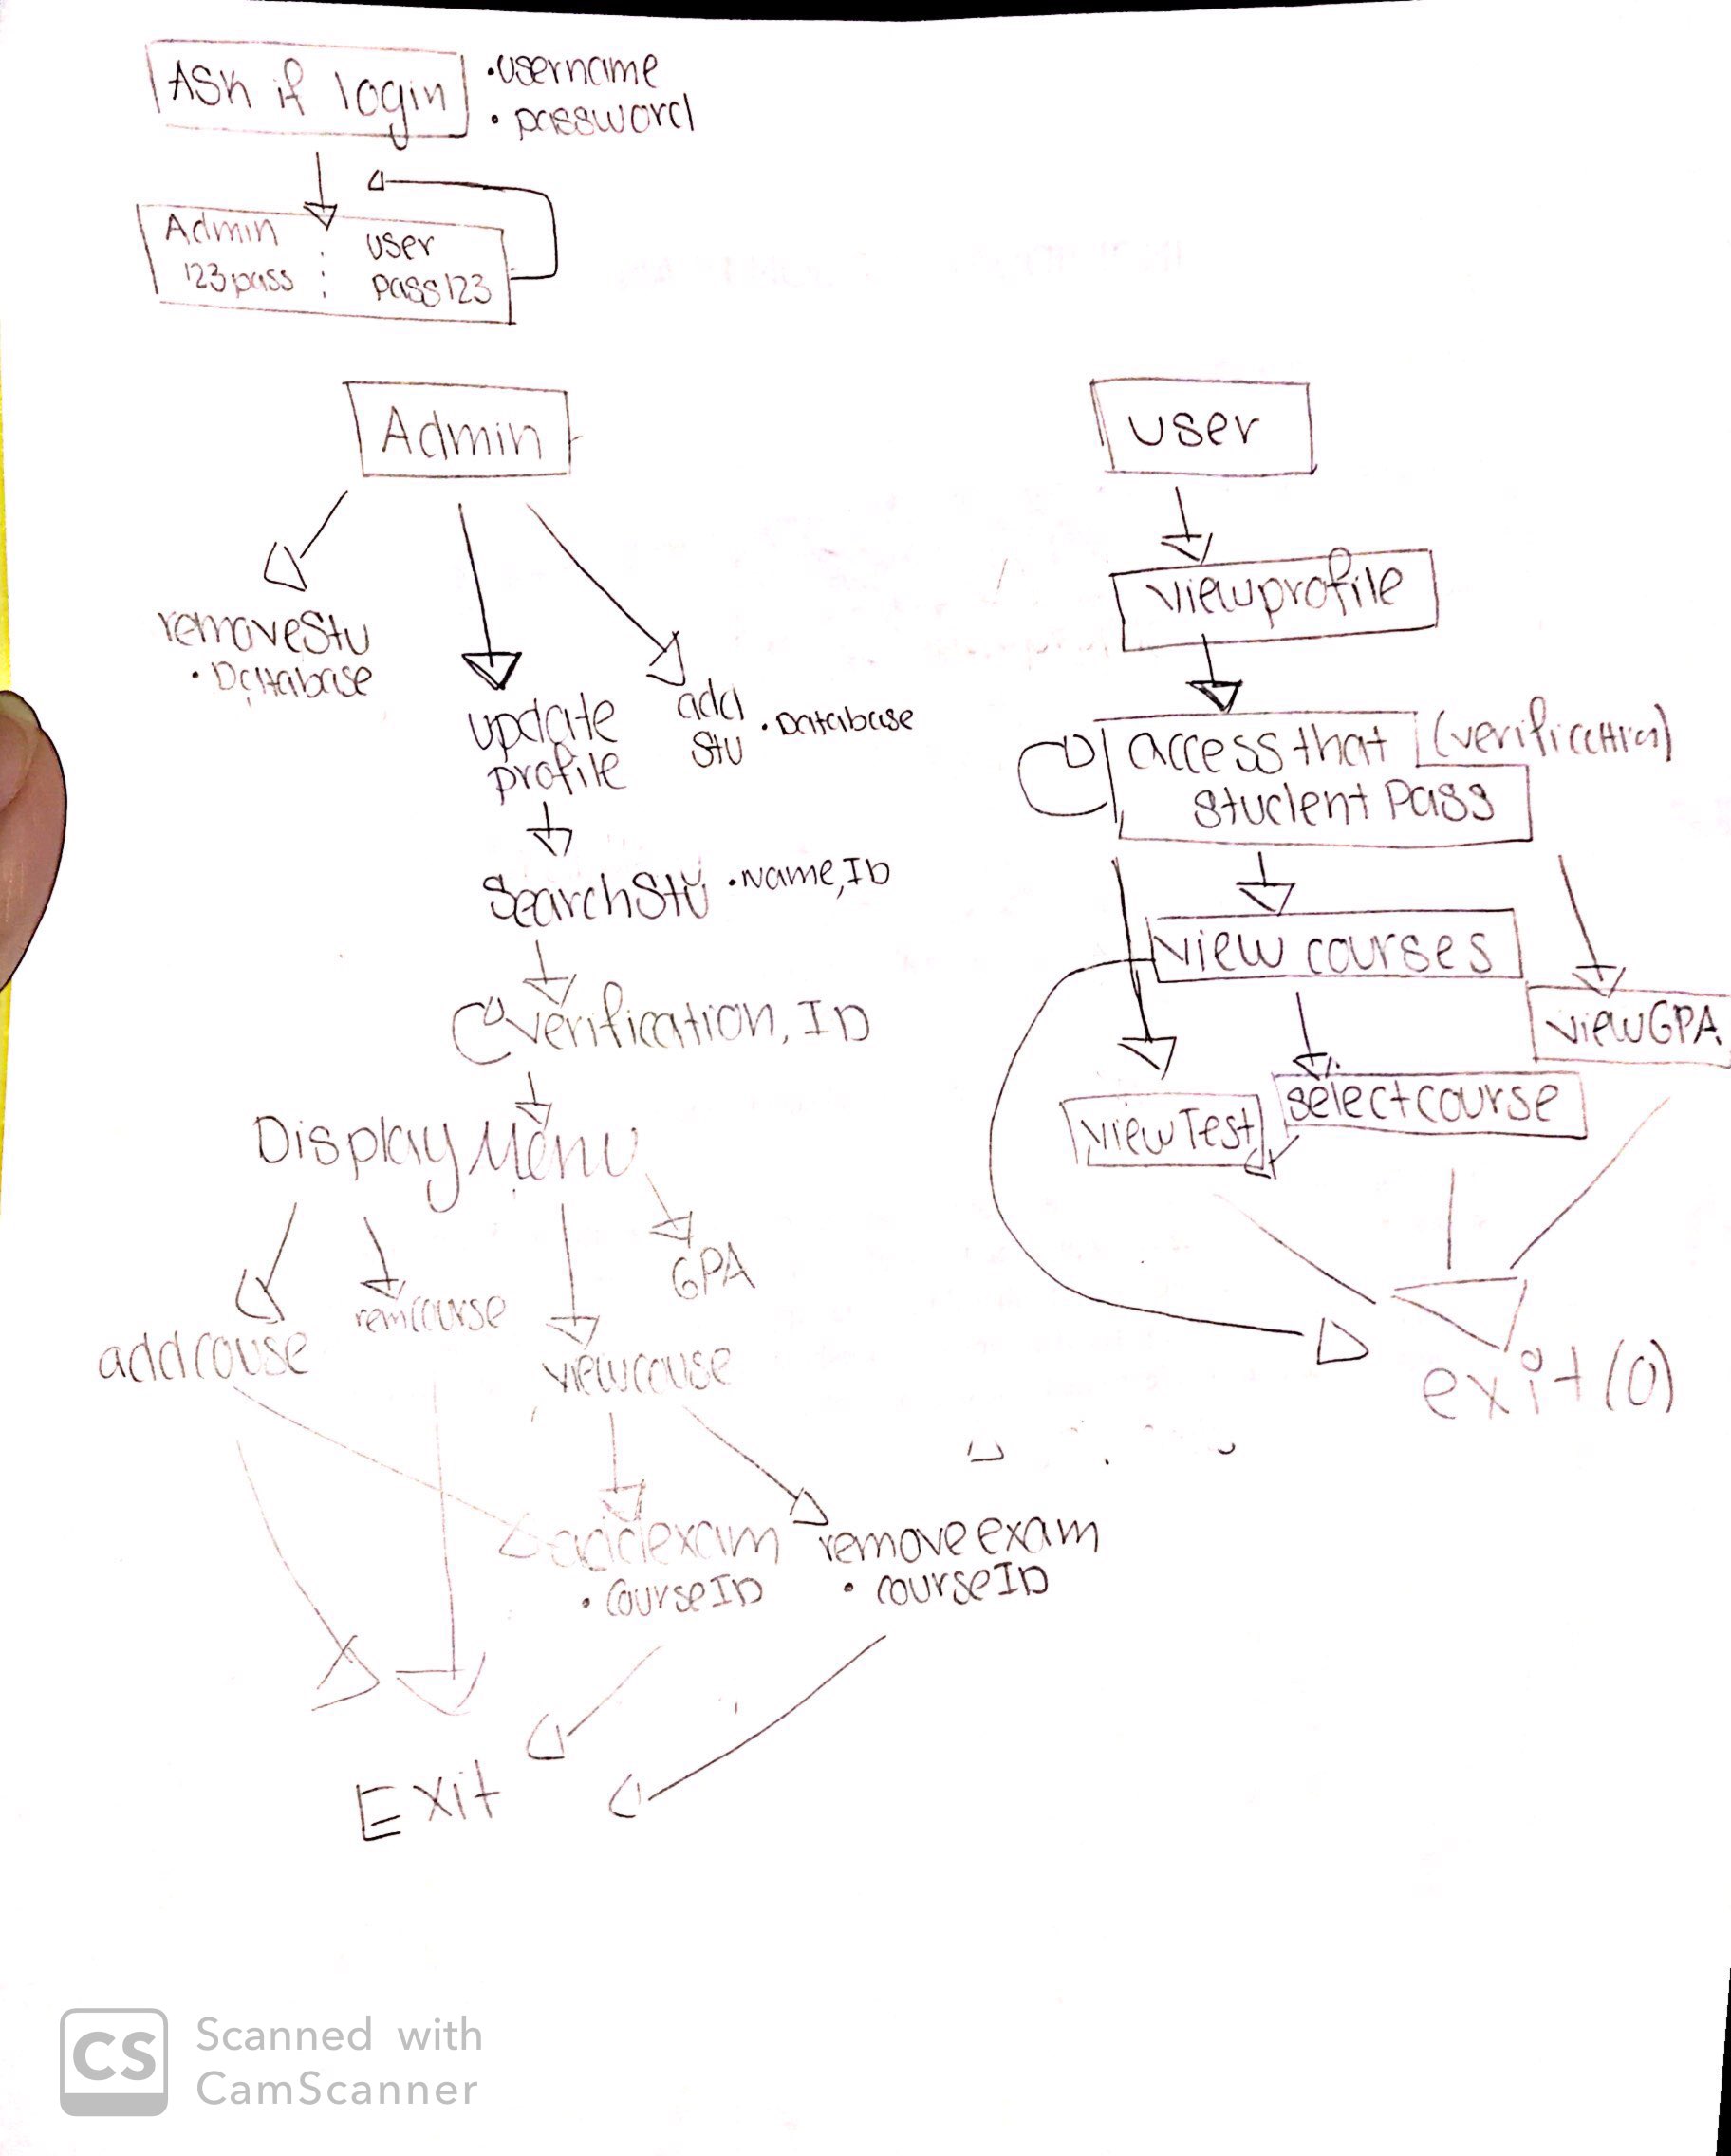 ASK if login
•username
•password
Admin
123pass
:
user
pass123
Admin
removeStu
•Database
update
profile
add
Stu
•Database
SearchStu •Name, ID
verification, ID
Display Menu
addcouse
remcourse
viewcouse
GPA
addexam
•CourseID
removeexam
•courseID
Exit
user
viewprofile
access that
student Pass
(verification)
view courses
viewGPA
viewTest
selectcourse
exit(0)
CS
Scanned with
CamScanner